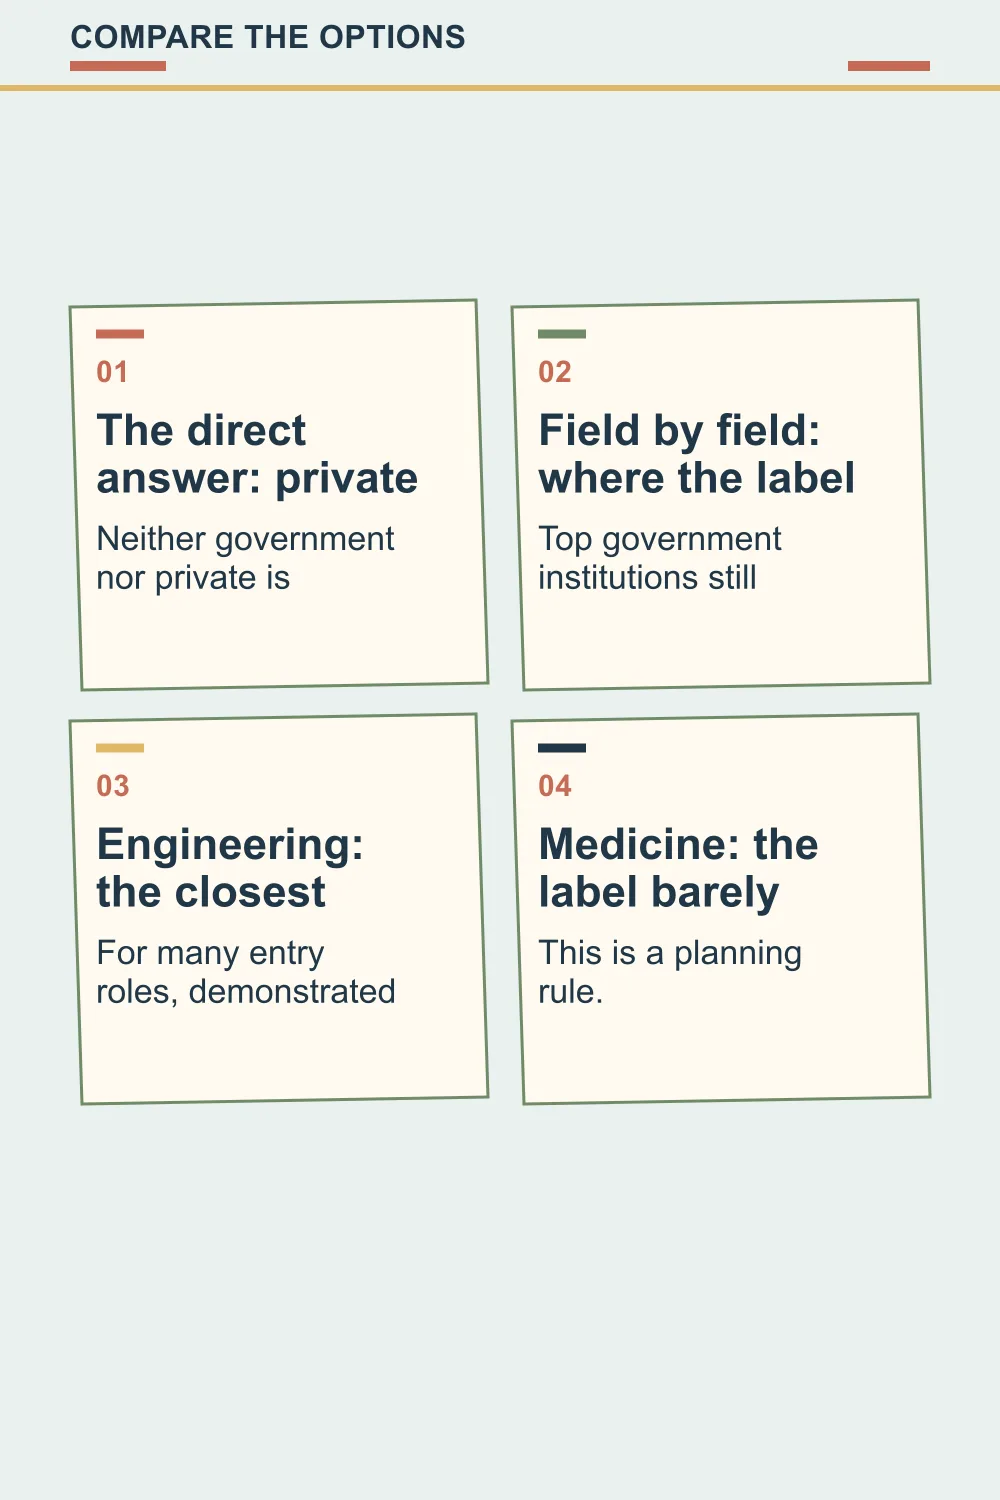 COMPARE THE OPTIONS
01
The direct
answer: private
Neither government
nor private is
02
Field by field:
where the label
Top government
institutions still
03
Engineering:
the closest
For many entry
roles, demonstrated
04
Medicine: the
label barely
This is a planning
rule.